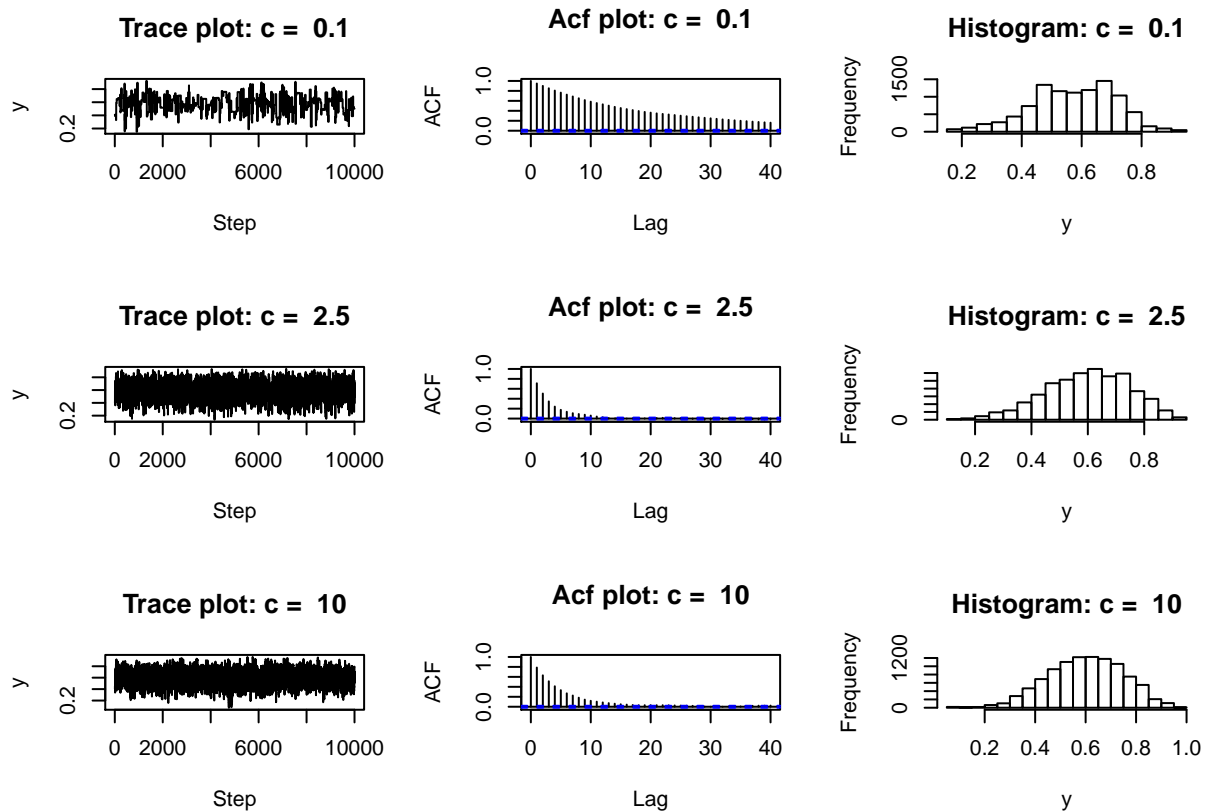 Trace plot: c = 0.1
y
0.2
0 2000 6000 10000
Step
Acf plot: c = 0.1
ACF
0.0 1.0
0 10 20 30 40
Lag
Histogram: c = 0.1
Frequency
0 1500
0.2 0.4 0.6 0.8
y
Trace plot: c = 2.5
y
0.2
0 2000 6000 10000
Step
Acf plot: c = 2.5
ACF
0.0 1.0
0 10 20 30 40
Lag
Histogram: c = 2.5
Frequency
0
0.2 0.4 0.6 0.8
y
Trace plot: c = 10
y
0.2
0 2000 6000 10000
Step
Acf plot: c = 10
ACF
0.0 1.0
0 10 20 30 40
Lag
Histogram: c = 10
Frequency
0 1200
0.2 0.4 0.6 0.8 1.0
y